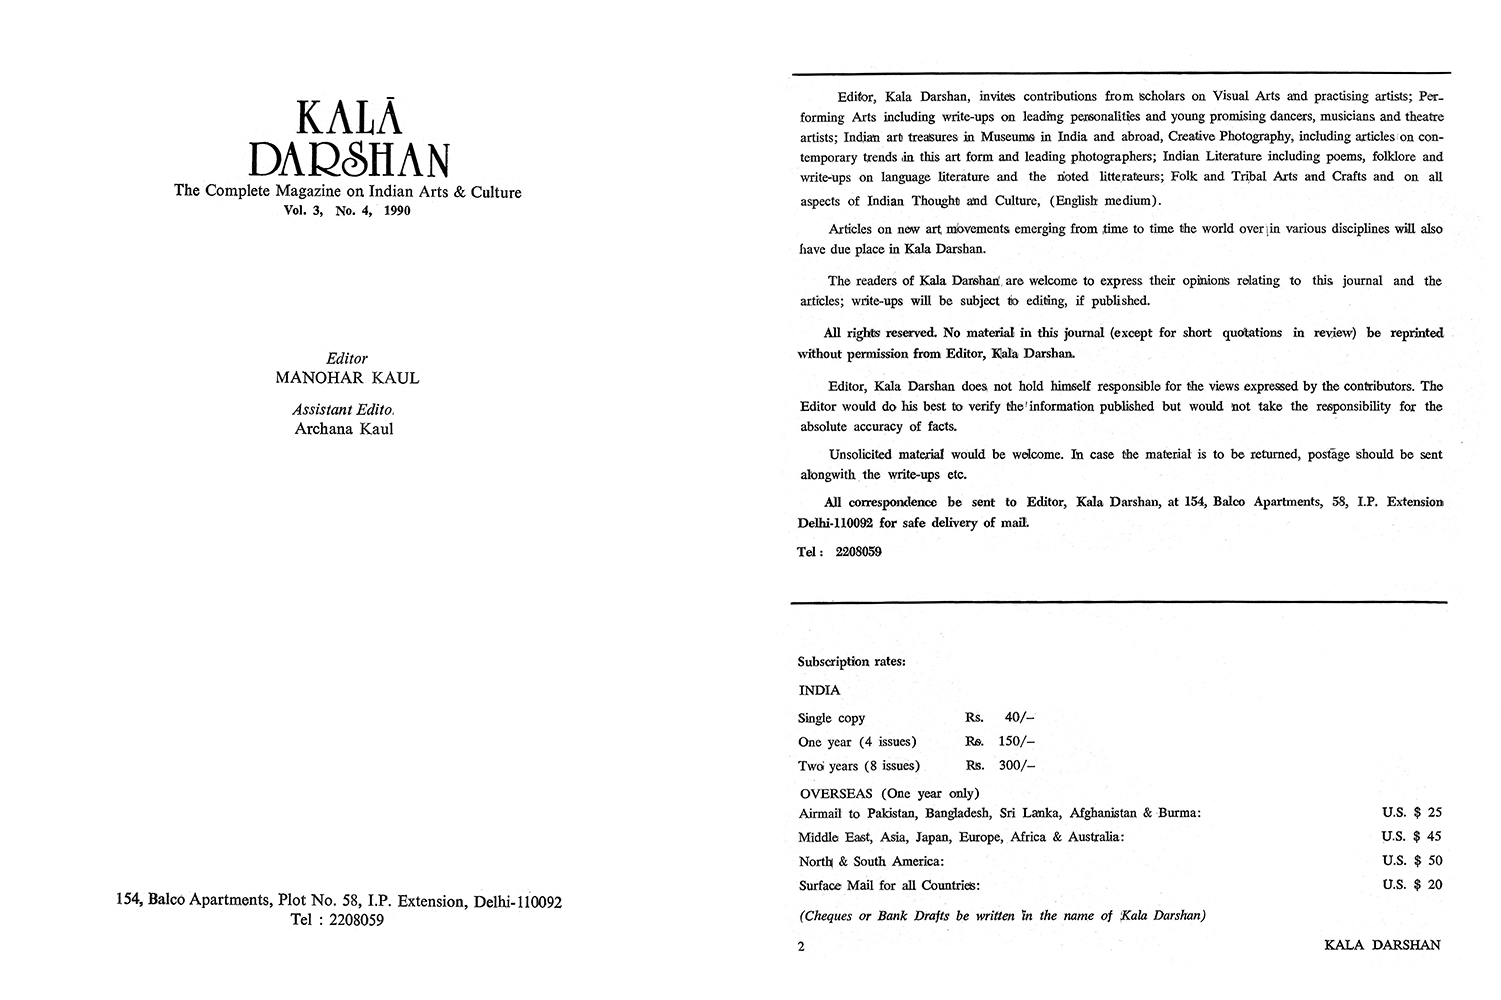 KALĀ
DARSHAN
The Complete Magazine on Indian Arts & Culture
Vol. 3, No. 4, 1990
Editor
MANOHAR KAUL
Assistant Edito.
Archana Kaul
154, Balco Apartments, Plot No. 58, I.P. Extension, Delhi-110092
Tel : 2208059
Editor, Kala Darshan, invites contributions from scholars on Visual Arts and practising artists; Per-
forming Arts including write-ups on leading personalities and young promising dancers, musicians and theatre
artists; Indian art treasures in Museums in India and abroad, Creative Photography, including articles on con-
temporary trends in this art form and leading photographers; Indian Literature including poems, folklore and
write-ups on language literature and the noted litterateurs; Folk and Tribal Arts and Crafts and on all
aspects of Indian Thought and Culture, (English medium).
Articles on new art movements emerging from time to time the world over in various disciplines will also
have due place in Kala Darshan.
The readers of Kala Darshan are welcome to express their opinions relating to this journal and the
articles; write-ups will be subject to editing, if published.
All rights reserved. No material in this journal (except for short quotations in review) be reprinted
without permission from Editor, Kala Darshan.
Editor, Kala Darshan does not hold himself responsible for the views expressed by the contributors. The
Editor would do his best to verify the information published but would not take the responsibility for the
absolute accuracy of facts.
Unsolicited material would be welcome. In case the material is to be returned, postage should be sent
alongwith the write-ups etc.
All correspondence be sent to Editor, Kala Darshan, at 154, Balco Apartments, 58, I.P. Extension
Delhi-110092 for safe delivery of mail.
Tel : 2208059
Subscription rates:
INDIA
Single copy Rs. 40/–
One year (4 issues) Rs. 150/–
Two years (8 issues) Rs. 300/–
OVERSEAS (One year only)
Airmail to Pakistan, Bangladesh, Sri Lanka, Afghanistan & Burma: U.S. $ 25
Middle East, Asia, Japan, Europe, Africa & Australia: U.S. $ 45
North & South America: U.S. $ 50
Surface Mail for all Countries: U.S. $ 20
(Cheques or Bank Drafts be written in the name of Kala Darshan)
2 KALA DARSHAN